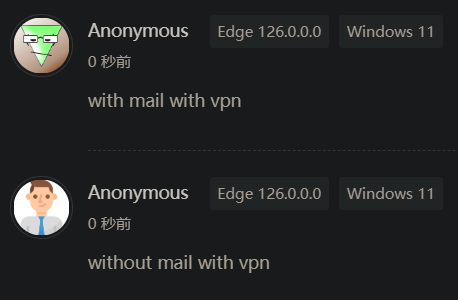 Anonymous Edge 126.0.0.0 Windows 11
0 秒前
with mail with vpn
Anonymous Edge 126.0.0.0 Windows 11
0 秒前
without mail with vpn